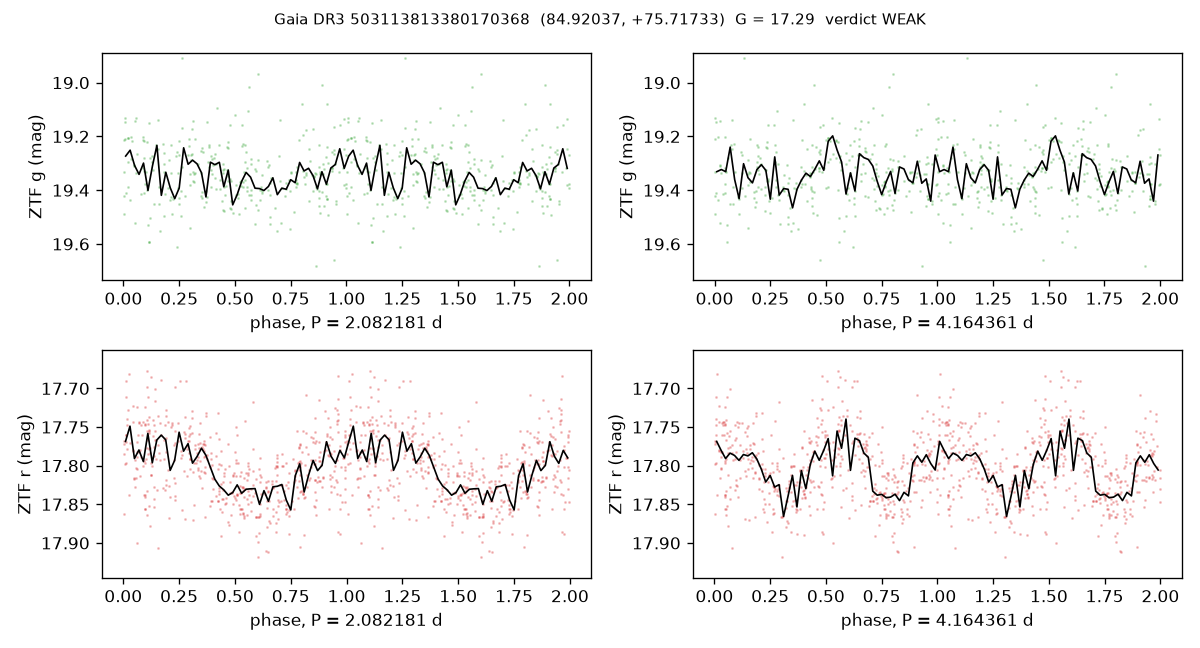 Gaia DR3 503113813380170368 (84.92037, +75.71733) G = 17.29 verdict WEAK
ZTF g (mag)
19.0
19.2
19.4
19.6
0.00 0.25 0.50 0.75 1.00 1.25 1.50 1.75 2.00
phase, P = 2.082181 d
ZTF g (mag)
19.0
19.2
19.4
19.6
0.00 0.25 0.50 0.75 1.00 1.25 1.50 1.75 2.00
phase, P = 4.164361 d
ZTF r (mag)
17.70
17.75
17.80
17.85
17.90
0.00 0.25 0.50 0.75 1.00 1.25 1.50 1.75 2.00
phase, P = 2.082181 d
ZTF r (mag)
17.70
17.75
17.80
17.85
17.90
0.00 0.25 0.50 0.75 1.00 1.25 1.50 1.75 2.00
phase, P = 4.164361 d